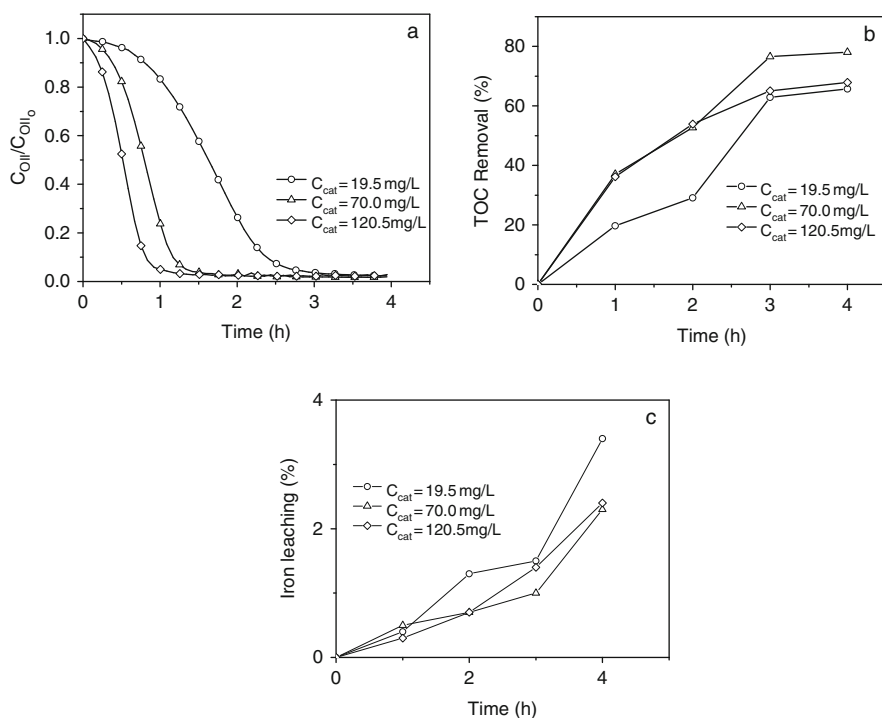 a
1.0
0.8
0.6
0.4
0.2
0.0
C_OII/C_OII_o
C_cat = 19.5 mg/L
C_cat = 70.0 mg/L
C_cat = 120.5mg/L
0 1 2 3 4
Time (h)
b
80
60
40
20
0
TOC Removal (%)
C_cat = 19.5 mg/L
C_cat = 70.0 mg/L
C_cat = 120.5mg/L
0 1 2 3 4
Time (h)
c
4
2
0
Iron leaching (%)
C_cat = 19.5 mg/L
C_cat = 70.0 mg/L
C_cat = 120.5mg/L
0 2 4
Time (h)